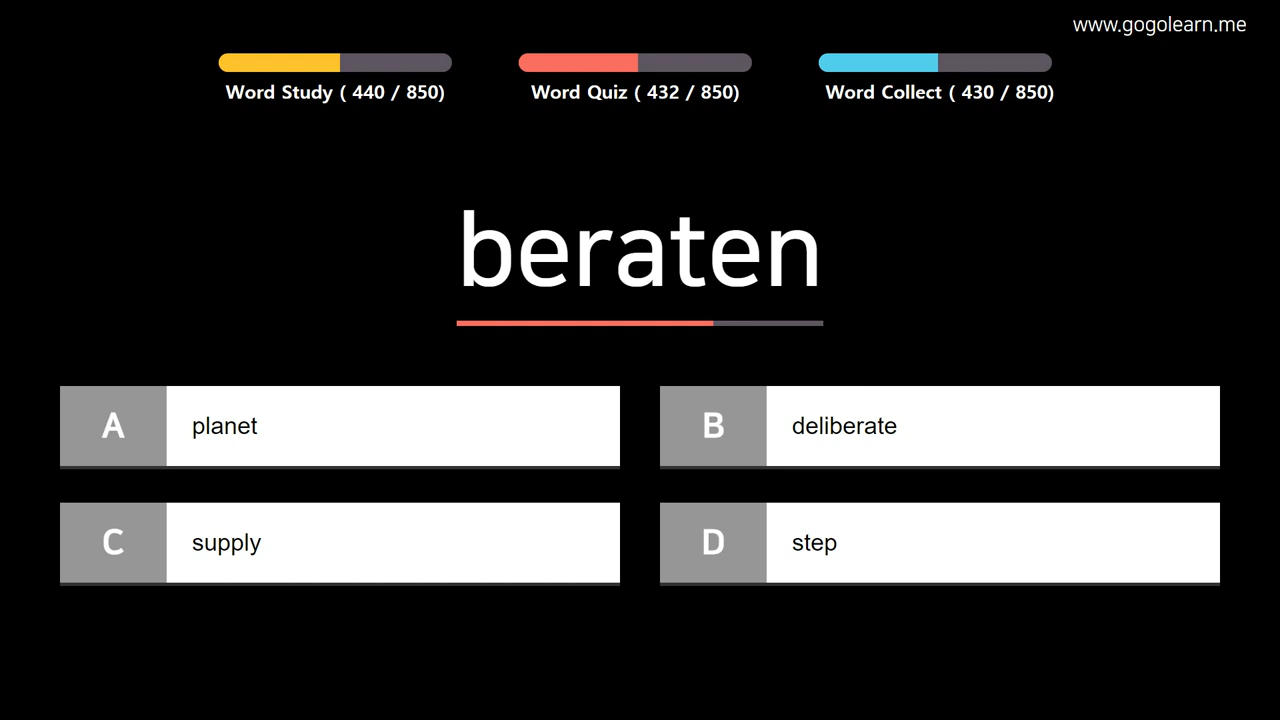 www.gogolearn.me
Word Study ( 440 / 850)
Word Quiz ( 432 / 850)
Word Collect ( 430 / 850)
beraten
A planet
B deliberate
C supply
D step